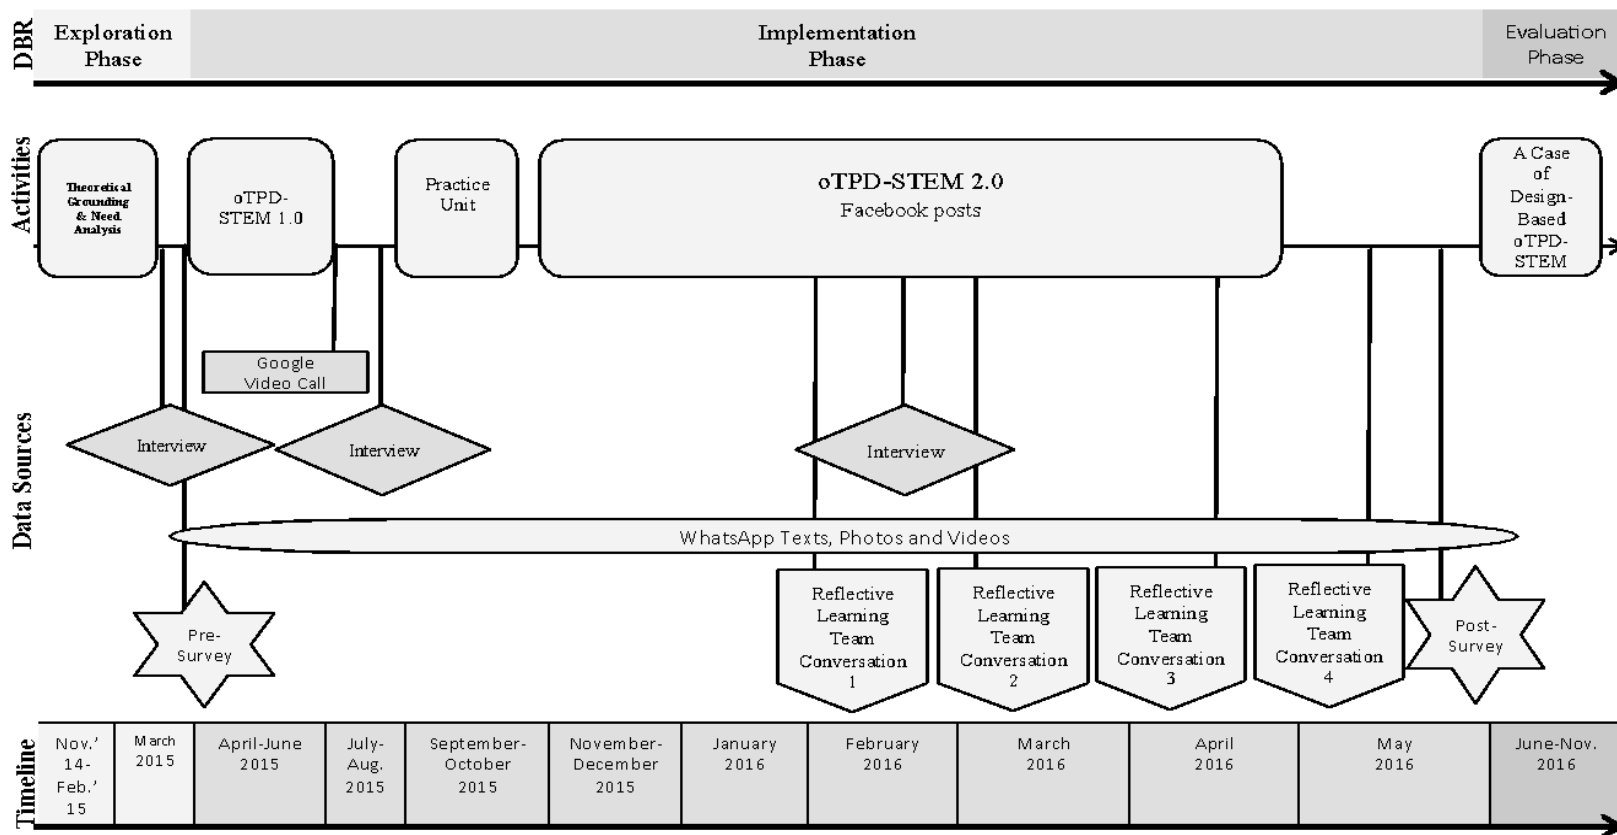 DBR
Exploration
Phase
Implementation
Phase
Evaluation
Phase
Activities
Theoretical
Grounding
& Need
Analysis
oTPD-
STEM 1.0
Practice
Unit
oTPD-STEM 2.0
Facebook posts
A Case
of
Design-
Based
oTPD-
STEM
Data Sources
Google
Video Call
Interview
Interview
Interview
WhatsApp Texts, Photos and Videos
Pre-
Survey
Reflective
Learning
Team
Conversation
1
Reflective
Learning
Team
Conversation
2
Reflective
Learning
Team
Conversation
3
Reflective
Learning
Team
Conversation
4
Post-
Survey
Timeline
Nov.'
14-
Feb.'
15
March
2015
April-June
2015
July-
Aug.
2015
September-
October
2015
November-
December
2015
January
2016
February
2016
March
2016
April
2016
May
2016
June-Nov.
2016